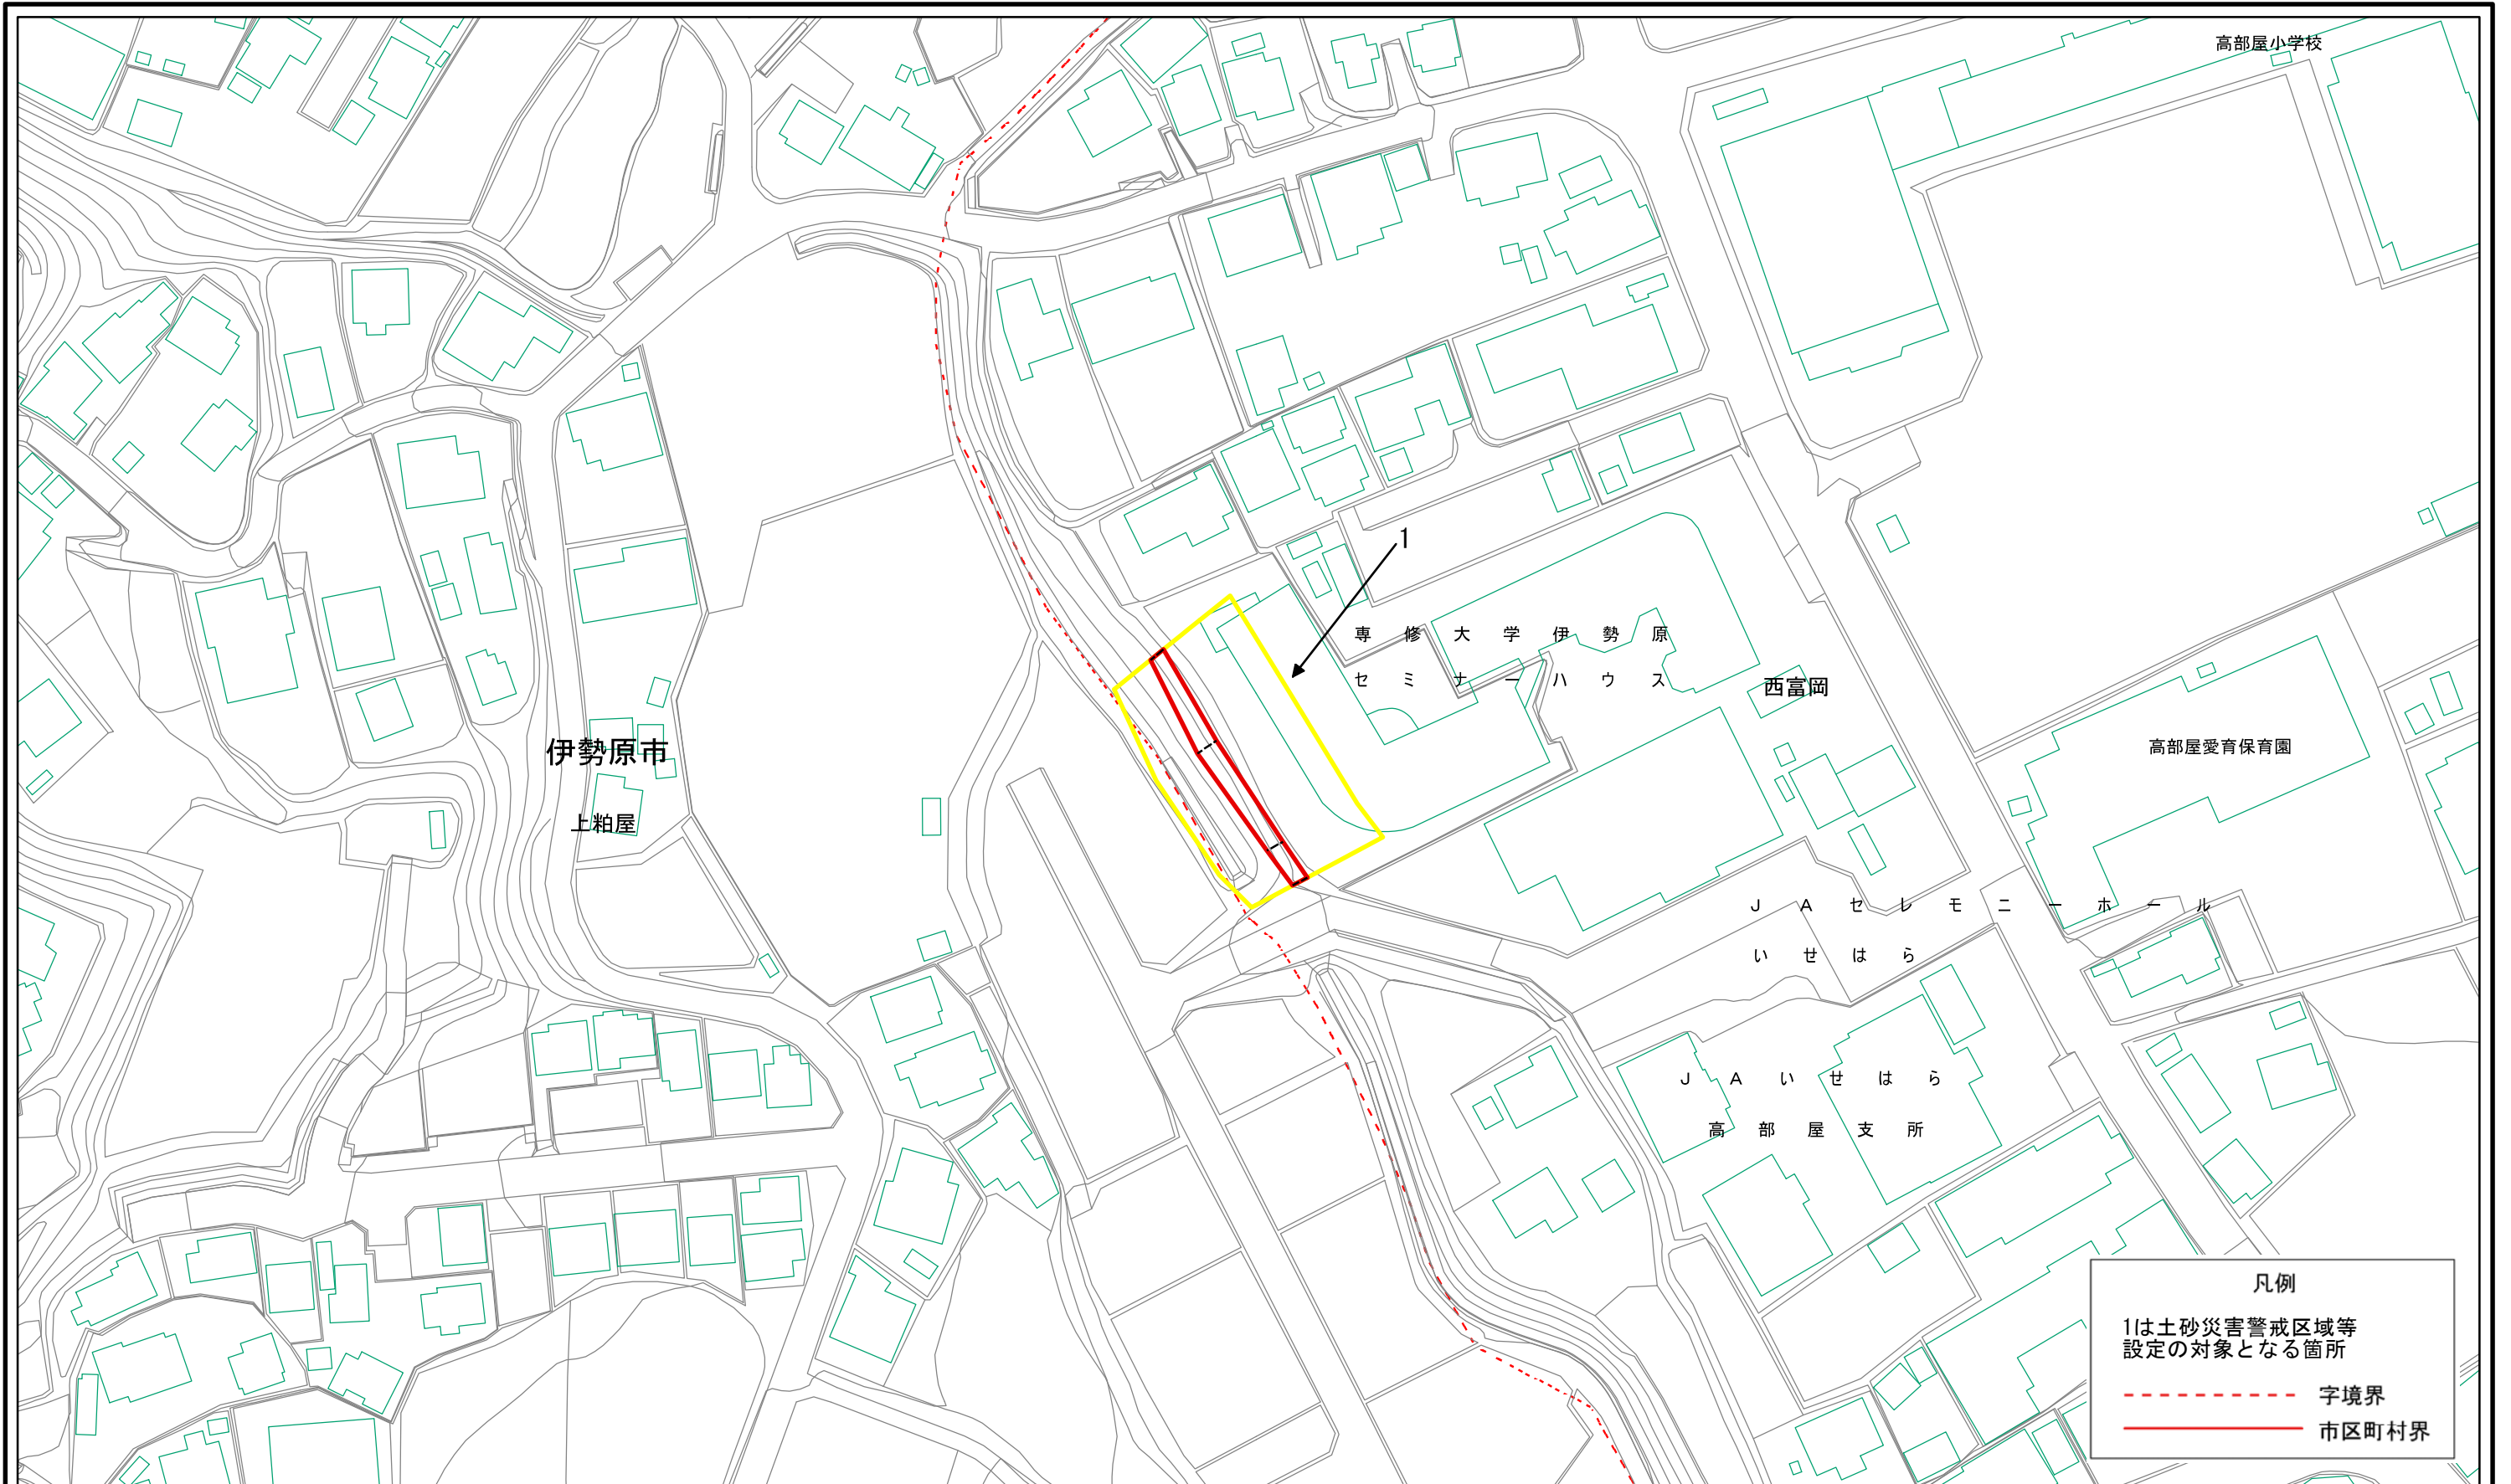 高部屋小学校
1
専修大学伊勢原
セミナーハウス
西富岡
伊勢原市
高部屋愛育保育園
上粕屋
JAセレモニーホール
いせはら
JAいせはら
高部屋支所
凡例
1は土砂災害警戒区域等
設定の対象となる箇所
字境界
市区町村界